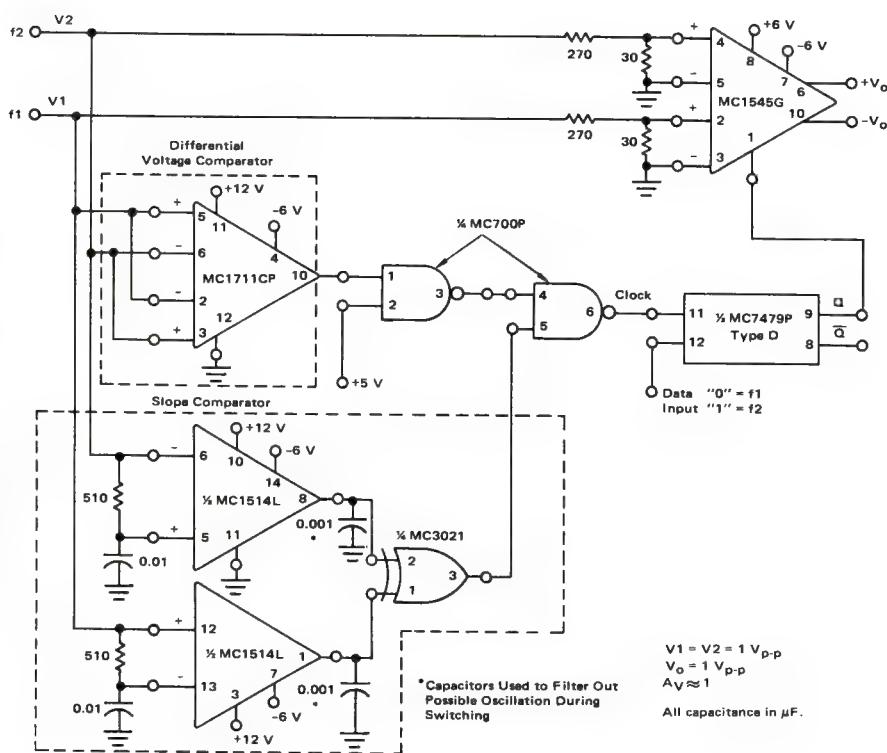 f2 V2
f1 V1
270
30
+ 4
- 5
+ 2
- 3
+6 V
8
-6 V
7
6
+Vo
MC1545G
10
-Vo
1
270
30
Differential
Voltage Comparator
+12 V
+ 5
11
-6 V
4
- 6
MC1711CP
10
- 2
12
+ 3
¼ MC700P
1
3
2
+5 V
4
6
5
Clock
11
½ MC7479P
9
Q
12
Type D
8
Q̅
Data "0" = f1
Input "1" = f2
Slope Comparator
+12 V
- 6
10
-6 V
14
510
½ MC1514L
8
+ 5
11
0.01
0.001
*
¼ MC3021
2
3
1
+ 12
510
½ MC1514L
1
- 13
7
3
0.01
-6 V
0.001
*
+12 V
*Capacitors Used to Filter Out
Possible Oscillation During
Switching
V1 = V2 = 1 Vp-p
Vo = 1 Vp-p
AV ≈ 1
All capacitance in µF.